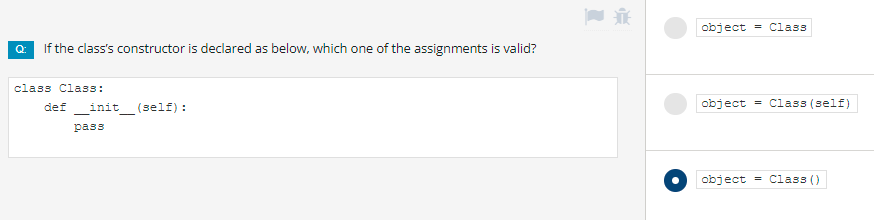 Q: If the class's constructor is declared as below, which one of the assignments is valid?
class Class:
    def __init__(self):
        pass
object = Class
object = Class(self)
object = Class()